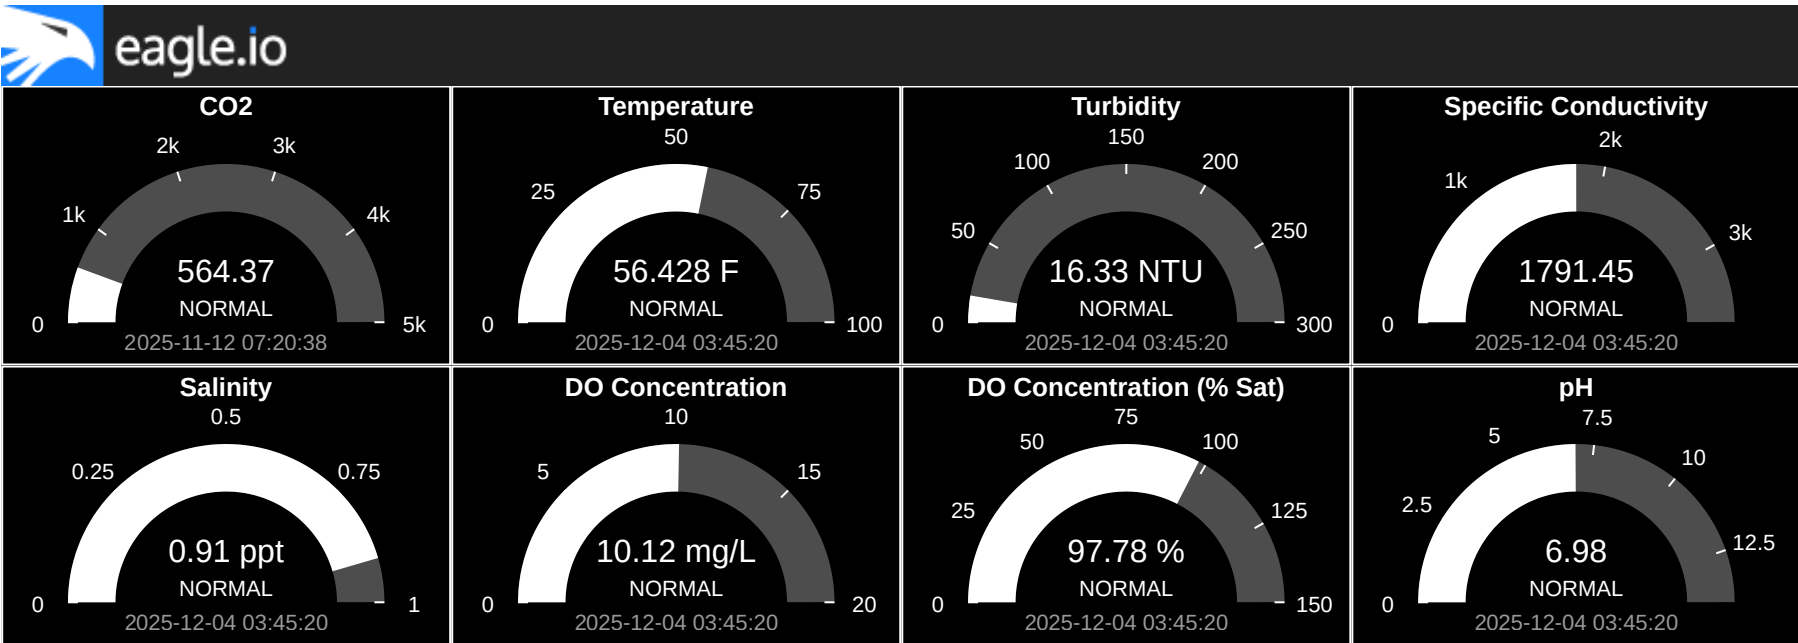 eagle.io
CO2
0
1k
2k
3k
4k
5k
564.37
NORMAL
2025-11-12 07:20:38
Temperature
0
25
50
75
100
56.428 F
NORMAL
2025-12-04 03:45:20
Turbidity
0
50
100
150
200
250
300
16.33 NTU
NORMAL
2025-12-04 03:45:20
Specific Conductivity
0
1k
2k
3k
1791.45
NORMAL
2025-12-04 03:45:20
Salinity
0
0.25
0.5
0.75
1
0.91 ppt
NORMAL
2025-12-04 03:45:20
DO Concentration
0
5
10
15
20
10.12 mg/L
NORMAL
2025-12-04 03:45:20
DO Concentration (% Sat)
0
25
50
75
100
125
150
97.78 %
NORMAL
2025-12-04 03:45:20
pH
0
2.5
5
7.5
10
12.5
6.98
NORMAL
2025-12-04 03:45:20